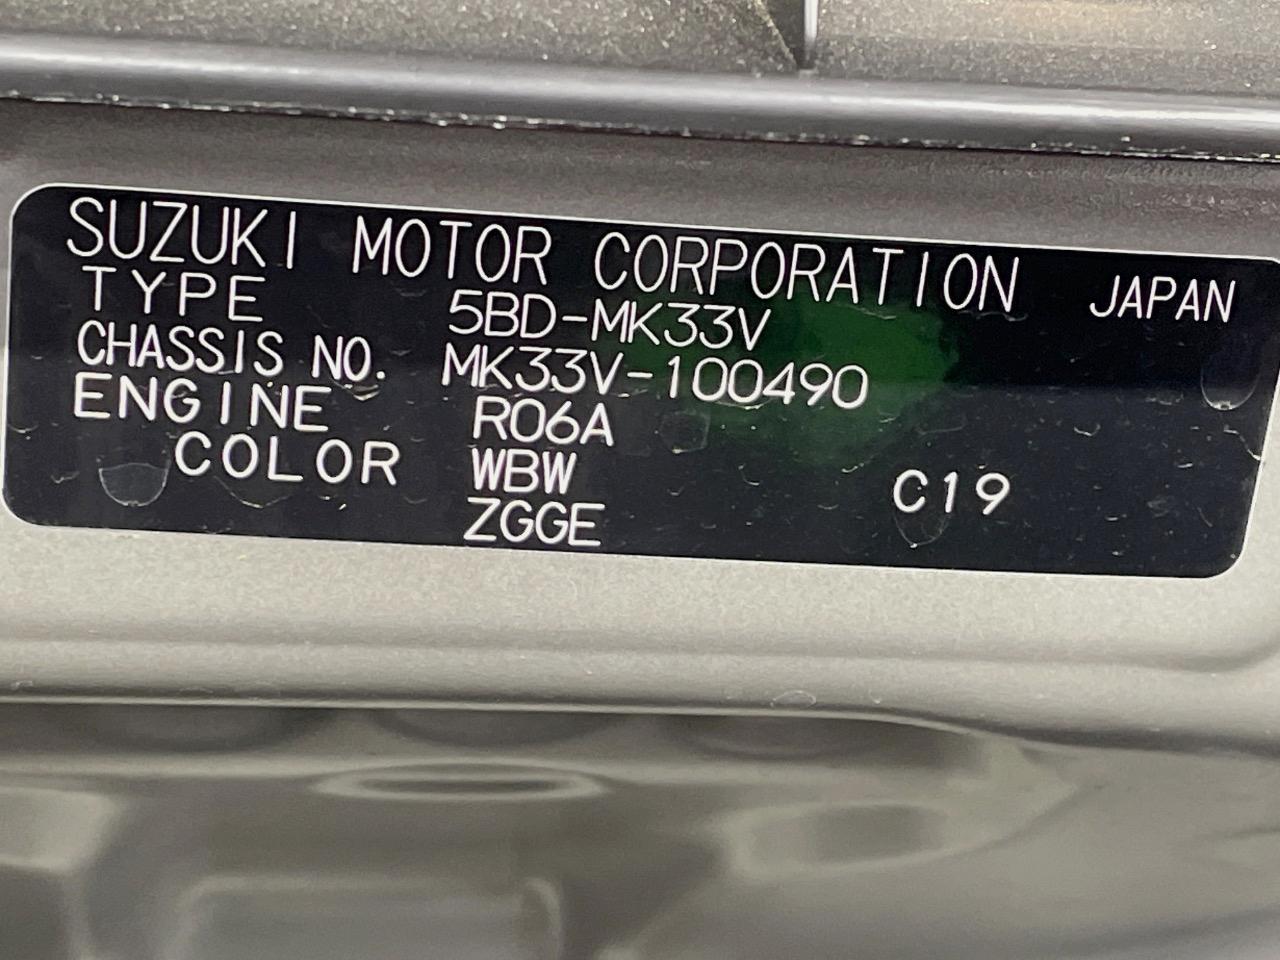 SUZUKI MOTOR CORPORATION JAPAN
TYPE 5BD-MK33V
CHASSIS NO. MK33V-100490
ENGINE R06A
COLOR WBW C19
ZGGE